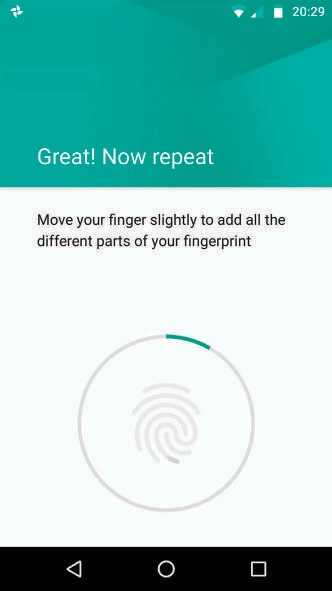 20:29
Great! Now repeat
Move your finger slightly to add all the
different parts of your fingerprint